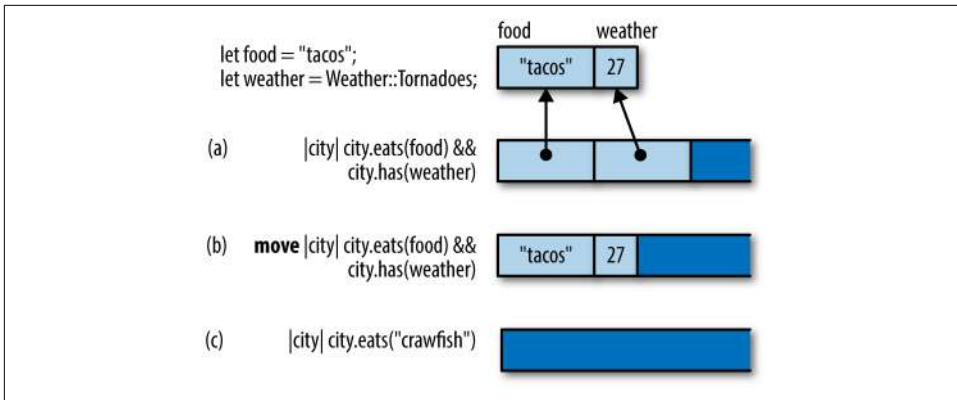 food weather
let food = "tacos";
let weather = Weather::Tornadoes;
"tacos" 27
(a) |city| city.eats(food) &&
city.has(weather)
(b) move |city| city.eats(food) &&
city.has(weather)
"tacos" 27
(c) |city| city.eats("crawfish")